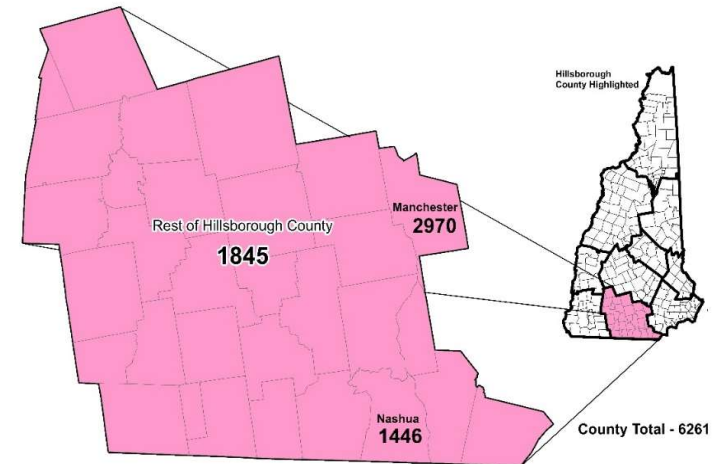 Hillsborough
County Highlighted
Manchester
2970
Rest of Hillsborough County
1845
Nashua
1446
County Total - 6261